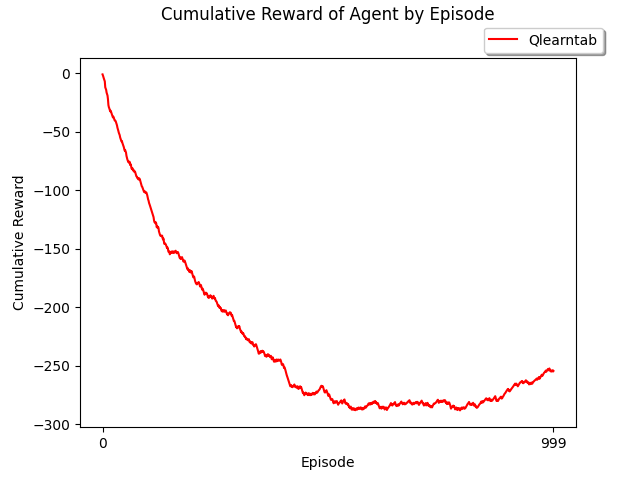 Cumulative Reward of Agent by Episode
Qlearntab
0
−50
−100
−150
−200
−250
−300
Cumulative Reward
0
999
Episode